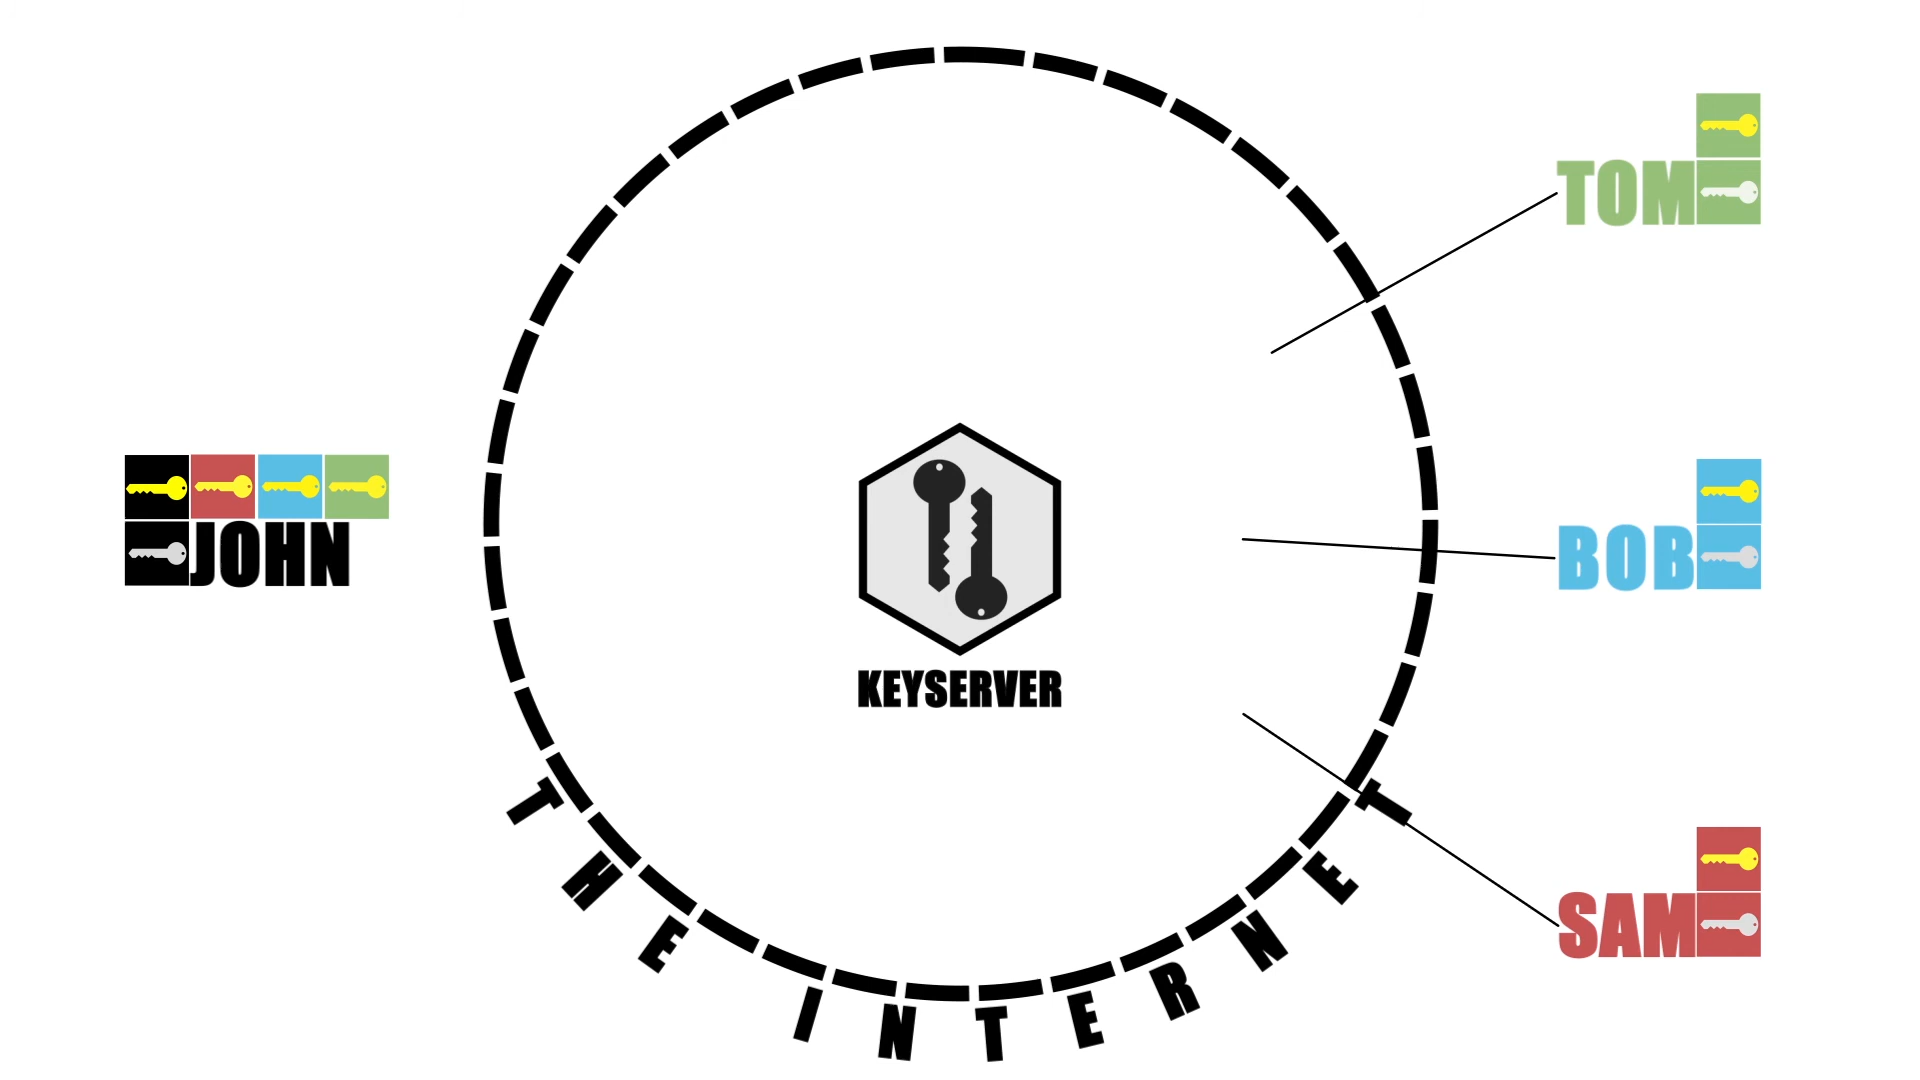 TOM
JOHN
BOB
KEYSERVER
SAM
THE INTERNET